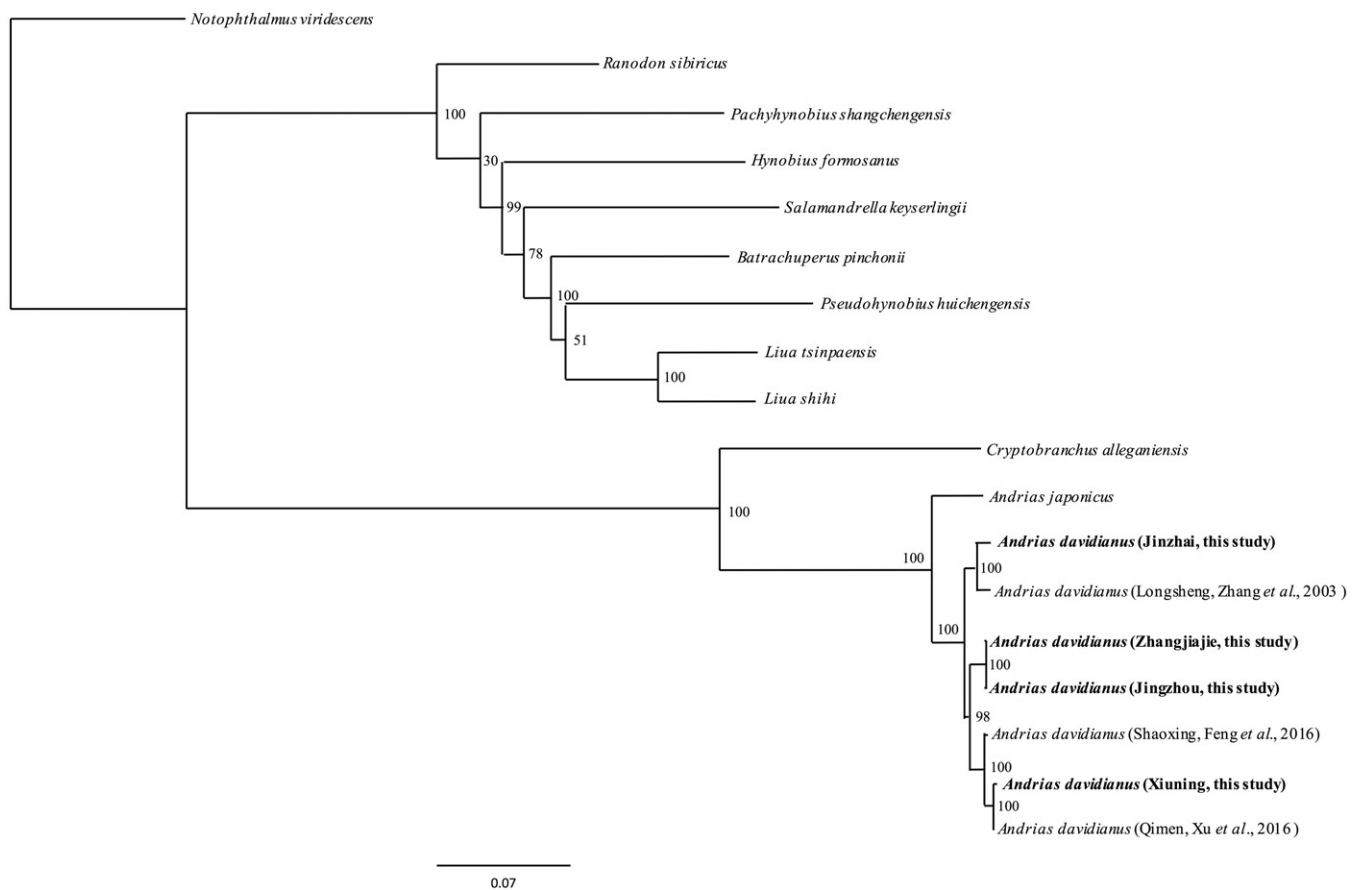 Notophthalmus viridescens
Ranodon sibiricus
100
Pachyhynobius shangchengensis
30
Hynobius formosanus
99
Salamandrella keyserlingii
78
Batrachuperus pinchonii
100
Pseudohynobius huichengensis
51
Liua tsinpaensis
100
Liua shihi
Cryptobranchus alleganiensis
100
Andrias japonicus
100
Andrias davidianus (Jinzhai, this study)
100
Andrias davidianus (Longsheng, Zhang et al., 2003 )
100
Andrias davidianus (Zhangjiajie, this study)
100
Andrias davidianus (Jingzhou, this study)
98
Andrias davidianus (Shaoxing, Feng et al., 2016)
100
Andrias davidianus (Xiuning, this study)
100
Andrias davidianus (Qimen, Xu et al., 2016 )
0.07